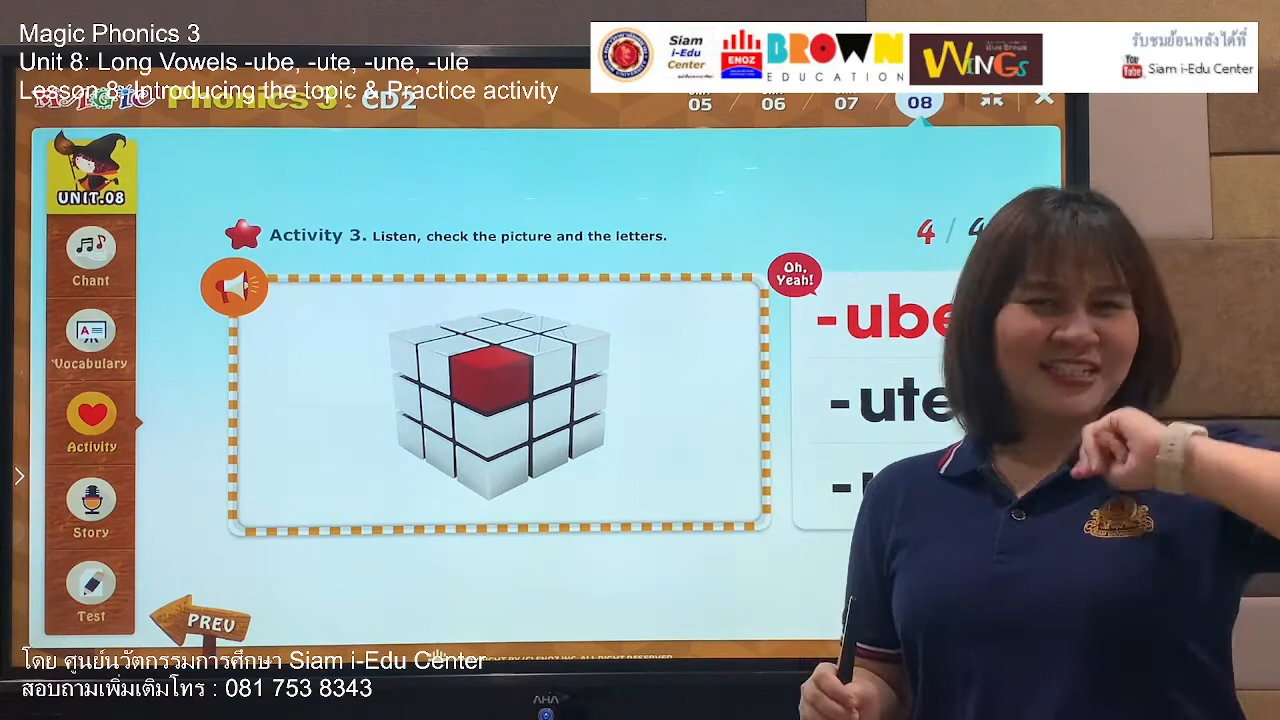 Magic Phonics 3
Unit 8: Long Vowels -ube, -ute, -une, -ule
Lesson 8: Introducing the topic & Practice activity
Siam
i-Edu
Center
ENOZ
BROWN
EDUCATION
WINGS
รับชมย้อนหลังได้ที่
You Tube Siam i-Edu Center
Magic Phonics 3 CD2
05 / 06 / 07 / 08
UNIT.08
Chant
Vocabulary
Activity
Story
Test
Activity 3. Listen, check the picture and the letters.
4 / 4
Oh, Yeah!
-ube
-ute
PREV
โดย ศูนย์นวัตกรรมการศึกษา Siam i-Edu Center
สอบถามเพิ่มเติมโทร : 081 753 8343
AHA